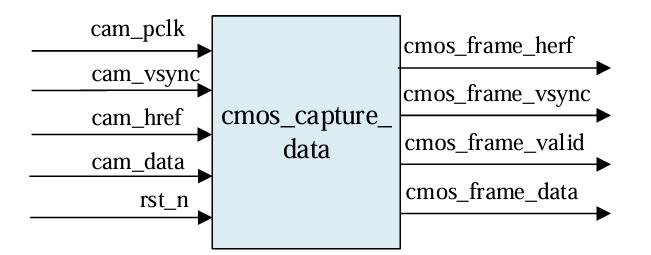 cam_pclk
cam_vsync
cam_href
cam_data
rst_n
cmos_capture_
data
cmos_frame_herf
cmos_frame_vsync
cmos_frame_valid
cmos_frame_data